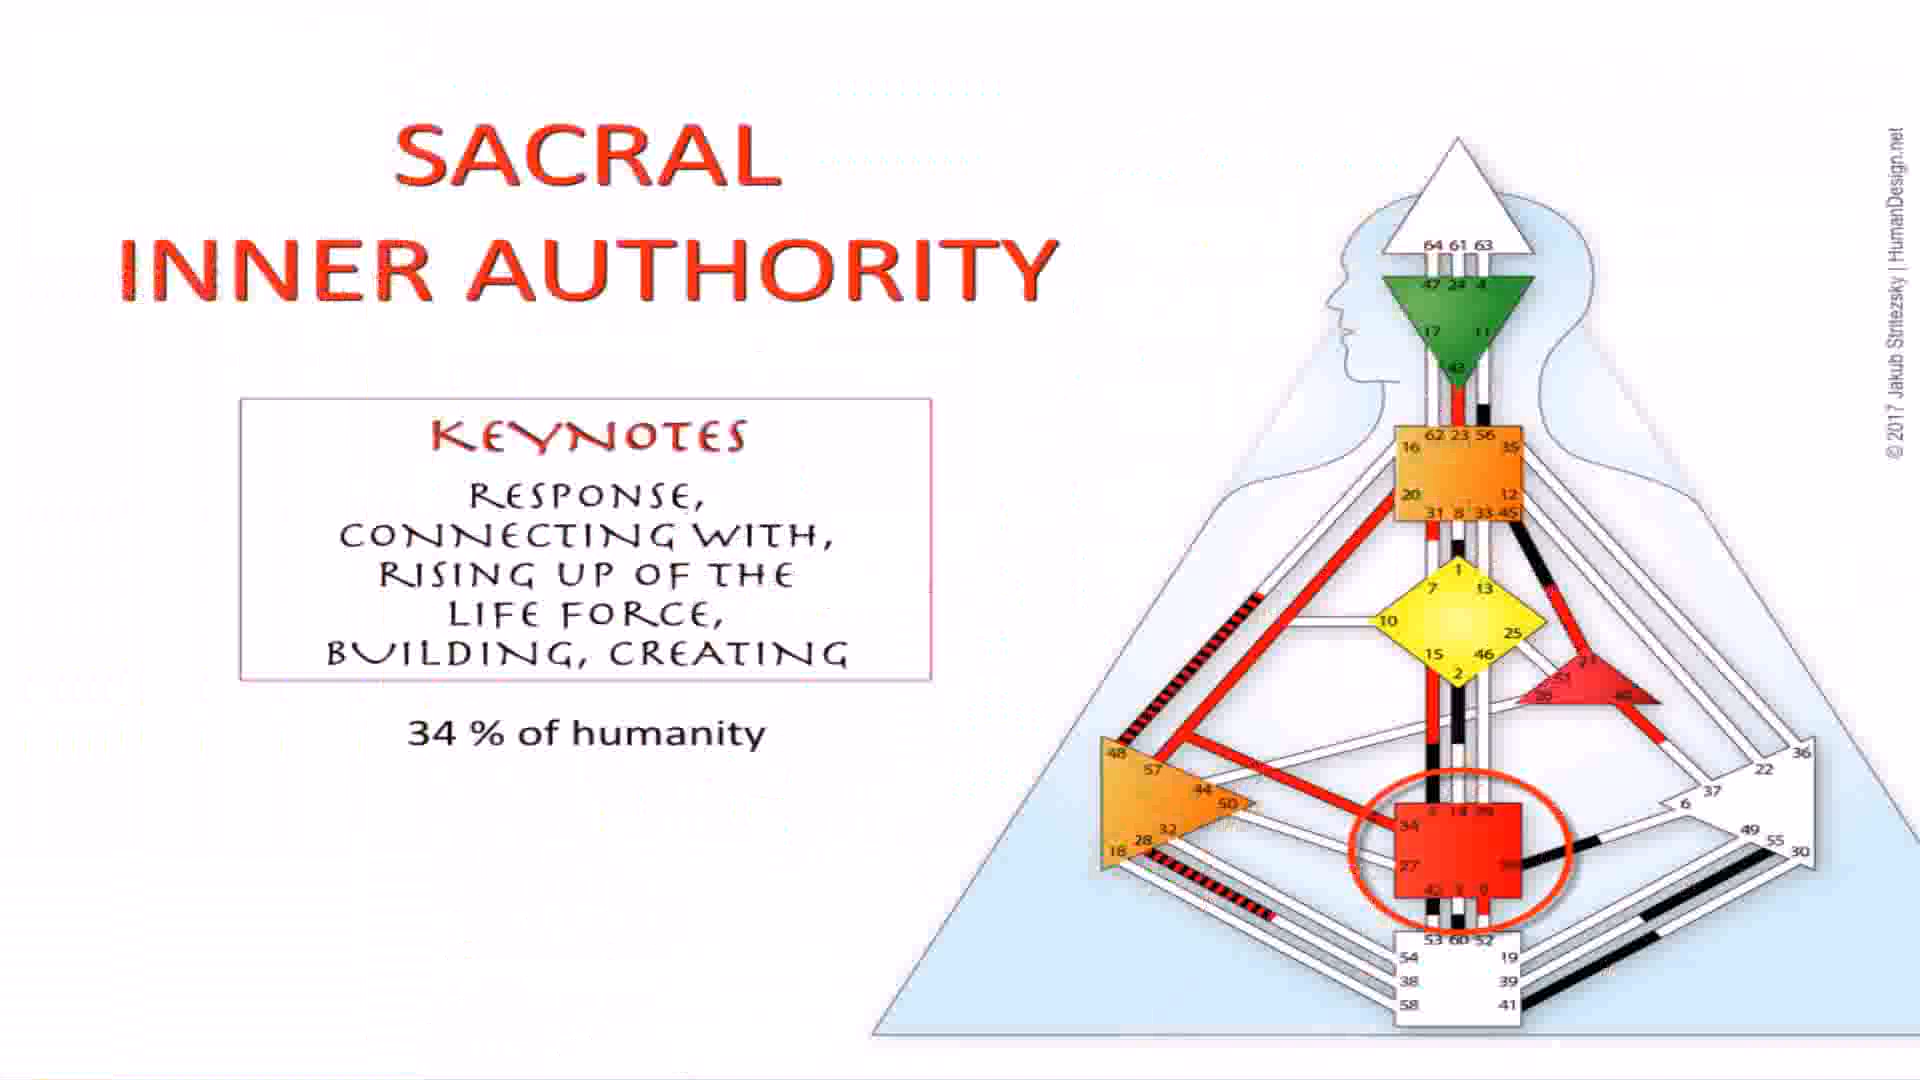 SACRAL
INNER AUTHORITY
KEYNOTES
RESPONSE,
CONNECTING WITH,
RISING UP OF THE
LIFE FORCE,
BUILDING, CREATING
34 % of humanity
© 2017 Jakub Stritezsky | HumanDesign.net
64 61 63
47 24 4
17 11
43
62 23 56
16 35
20 12
31 8 33 45
1
7 13
10
25
15 46
2
21
51
48
57
44
50
32
28
18
36
22
37
6
49
55
30
34
27
42
53 60 52
54 19
38 39
58 41